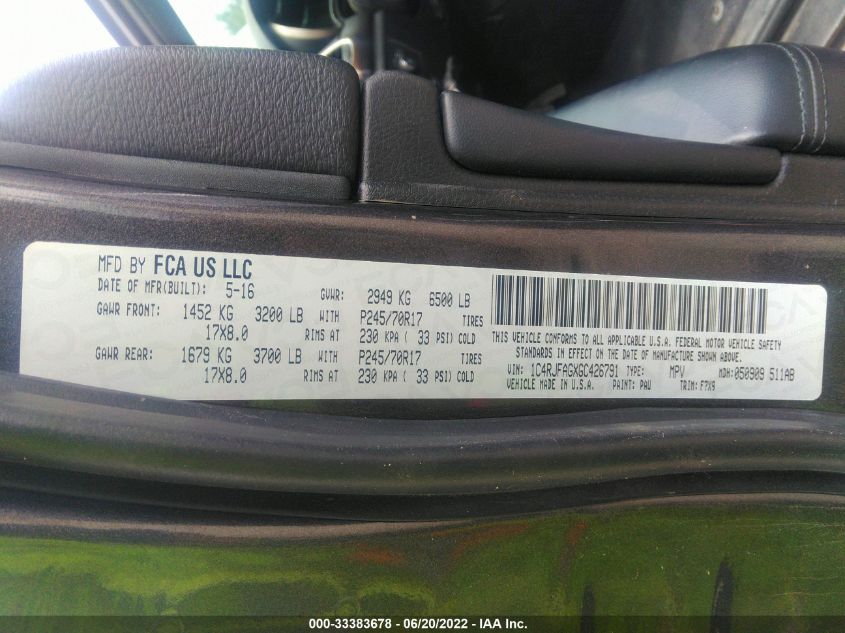 MFD BY FCA US LLC
DATE OF MFR(BUILT): 5-16 GVWR: 2949 KG 6500 LB
GAWR FRONT: 1452 KG 3200 LB WITH P245/70R17 TIRES
17X8.0 RIMS AT 230 KPA ( 33 PSI) COLD
GAWR REAR: 1679 KG 3700 LB WITH P245/70R17 TIRES
17X8.0 RIMS AT 230 KPA ( 33 PSI) COLD
THIS VEHICLE CONFORMS TO ALL APPLICABLE U.S.A. FEDERAL MOTOR VEHICLE SAFETY
STANDARDS IN EFFECT ON THE DATE OF MANUFACTURE SHOWN ABOVE.
VIN: 1C4RJFAGXGC426791 TYPE: MPV MDH: 050909 511AB
VEHICLE MADE IN U.S.A. PAINT: PAU TRIM: F7X9
000-33383678 - 06/20/2022 - IAA Inc.